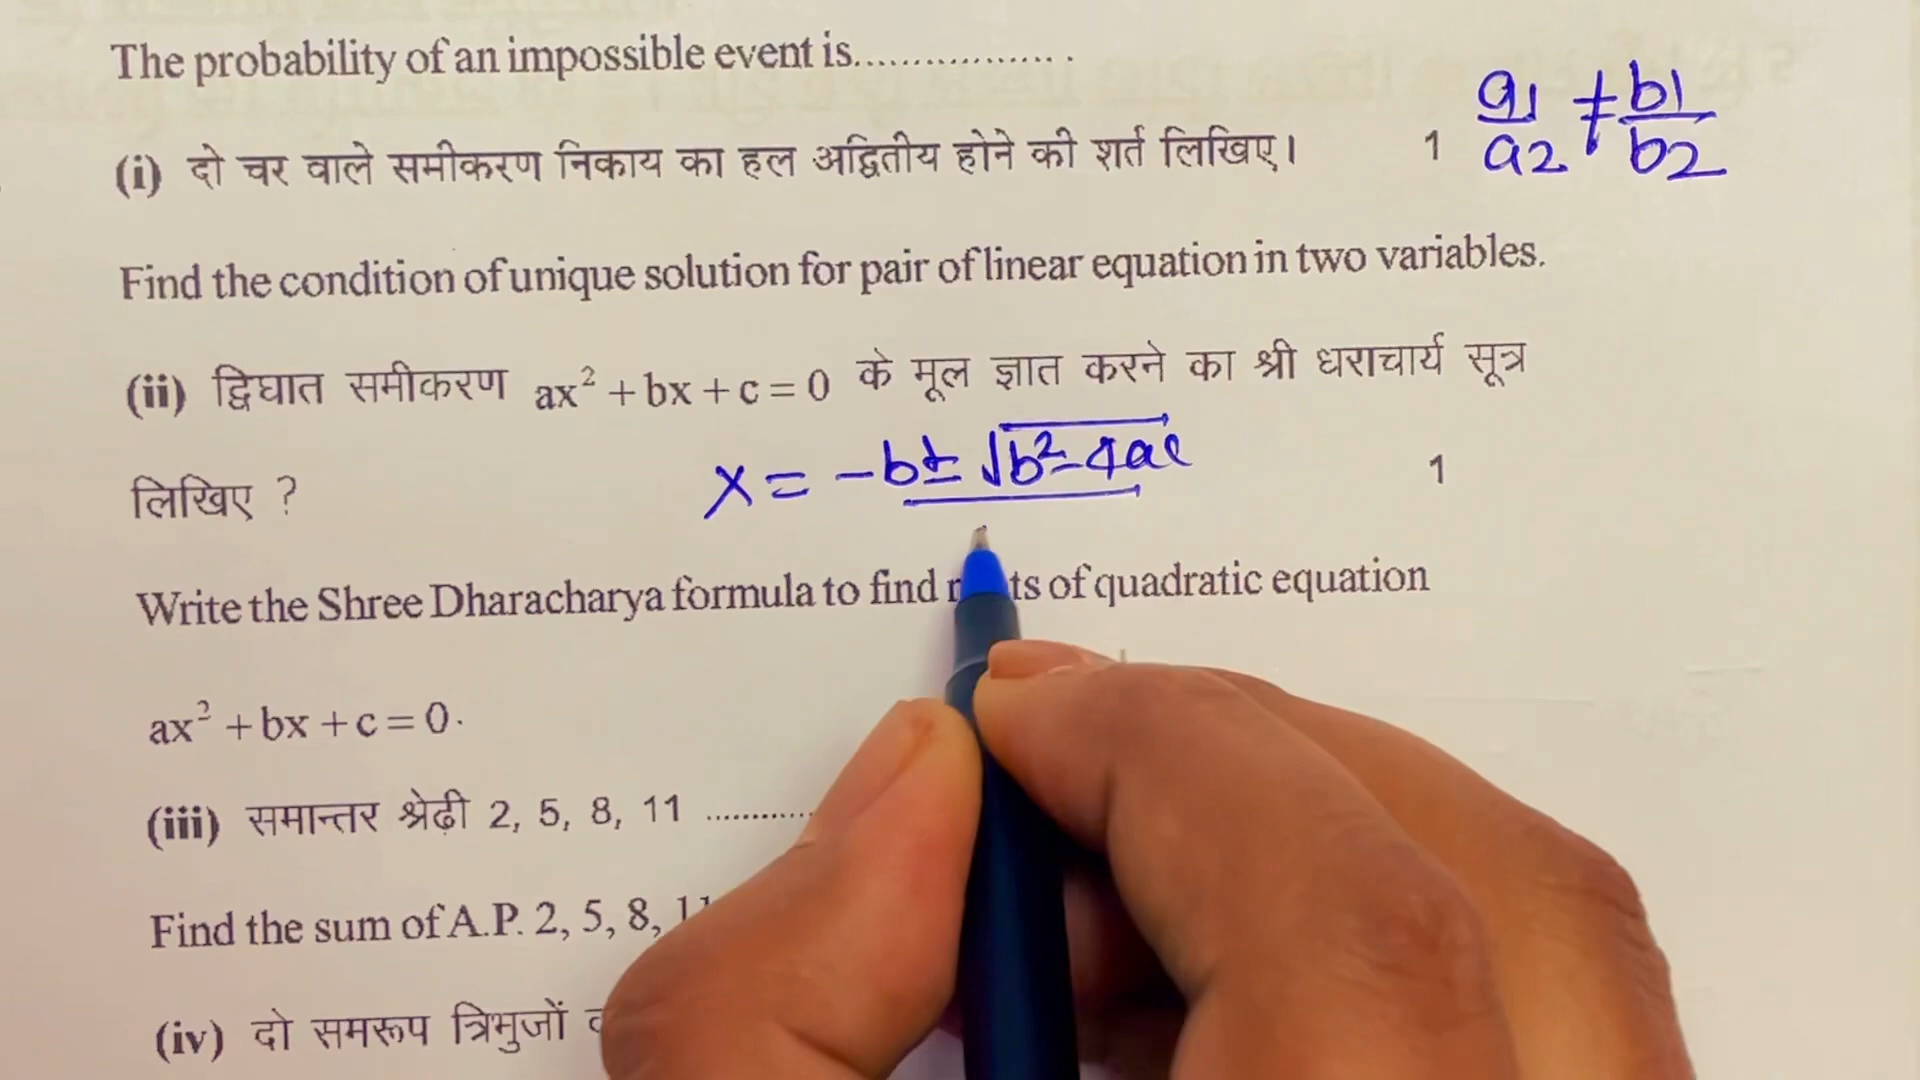 The probability of an impossible event is..................
(i) दो चर वाले समीकरण निकाय का हल अद्वितीय होने की शर्त लिखिए। 1 a1/a2 ≠ b1/b2
Find the condition of unique solution for pair of linear equation in two variables.
(ii) द्विघात समीकरण ax² + bx + c = 0 के मूल ज्ञात करने का श्री धराचार्य सूत्र
लिखिए ? x = -b ± √b²-4ac 1
Write the Shree Dharacharya formula to find of quadratic equation
ax² + bx + c = 0.
(iii) समान्तर श्रेढ़ी 2, 5, 8, 11 ............
Find the sum of A.P. 2, 5, 8, 11
(iv) दो समरूप त्रिभुजों